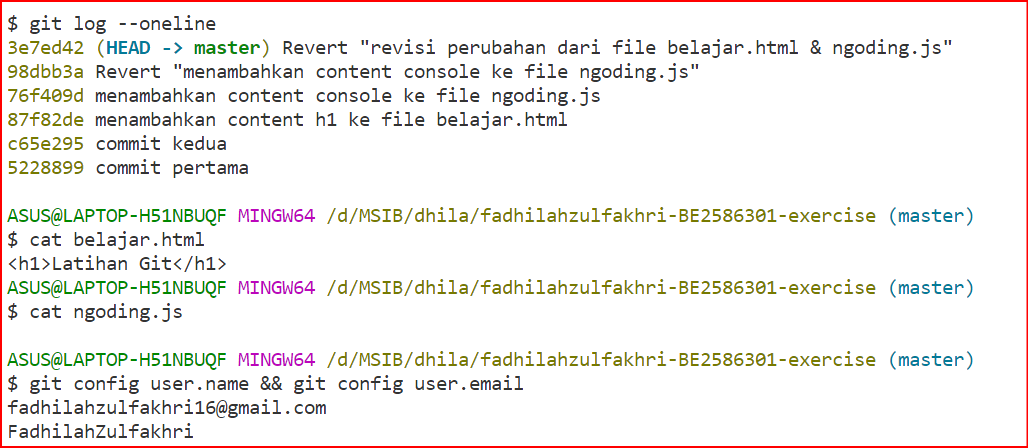 $ git log --oneline
3e7ed42 (HEAD -> master) Revert "revisi perubahan dari file belajar.html & ngoding.js"
98dbb3a Revert "menambahkan content console ke file ngoding.js"
76f409d menambahkan content console ke file ngoding.js
87f82de menambahkan content h1 ke file belajar.html
c65e295 commit kedua
5228899 commit pertama
ASUS@LAPTOP-H51NBUQF MINGW64 /d/MSIB/dhila/fadhilahzulfakhri-BE2586301-exercise (master)
$ cat belajar.html
<h1>Latihan Git</h1>
ASUS@LAPTOP-H51NBUQF MINGW64 /d/MSIB/dhila/fadhilahzulfakhri-BE2586301-exercise (master)
$ cat ngoding.js
ASUS@LAPTOP-H51NBUQF MINGW64 /d/MSIB/dhila/fadhilahzulfakhri-BE2586301-exercise (master)
$ git config user.name && git config user.email
fadhilahzulfakhri16@gmail.com
FadhilahZulfakhri